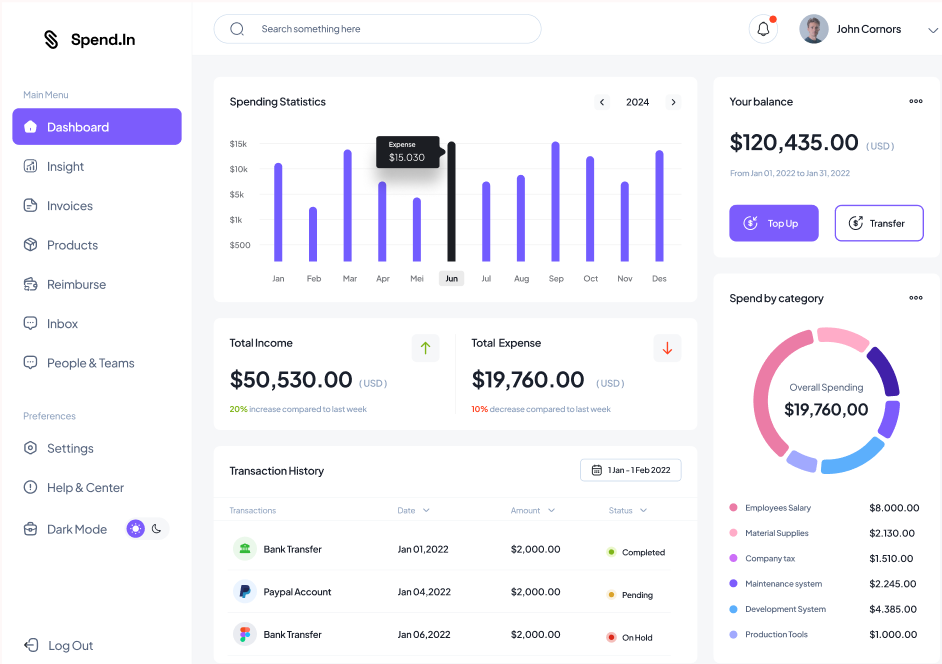 Spend.In
Main Menu
Dashboard
Insight
Invoices
Products
Reimburse
Inbox
People & Teams
Preferences
Settings
Help & Center
Dark Mode
Log Out
Search something here
John Cornors
Spending Statistics
2024
$15k
$10k
$5k
$1k
$500
Expense
$15.030
Jan Feb Mar Apr Mei Jun Jul Aug Sep Oct Nov Des
Total Income
$50,530.00 (USD)
20% increase compared to last week
Total Expense
$19,760.00 (USD)
10% decrease compared to last week
Transaction History
1 Jan - 1 Feb 2022
Transactions Date Amount Status
Bank Transfer Jan 01,2022 $2,000.00 Completed
Paypal Account Jan 04,2022 $2,000.00 Pending
Bank Transfer Jan 06,2022 $2,000.00 On Hold
Your balance
$120,435.00 (USD)
From Jan 01, 2022 to Jan 31, 2022
Top Up
Transfer
Spend by category
Overall Spending
$19,760,00
Employees Salary $8.000.00
Material Supplies $2.130.00
Company tax $1.510.00
Maintenance system $2.245.00
Development System $4.385.00
Production Tools $1.000.00